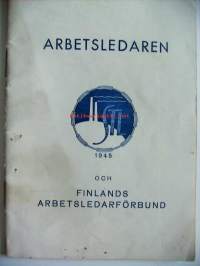 ARBETSLEDAREN
1945
OCH
FINLANDS
ARBETSLEDARFÖRBUND